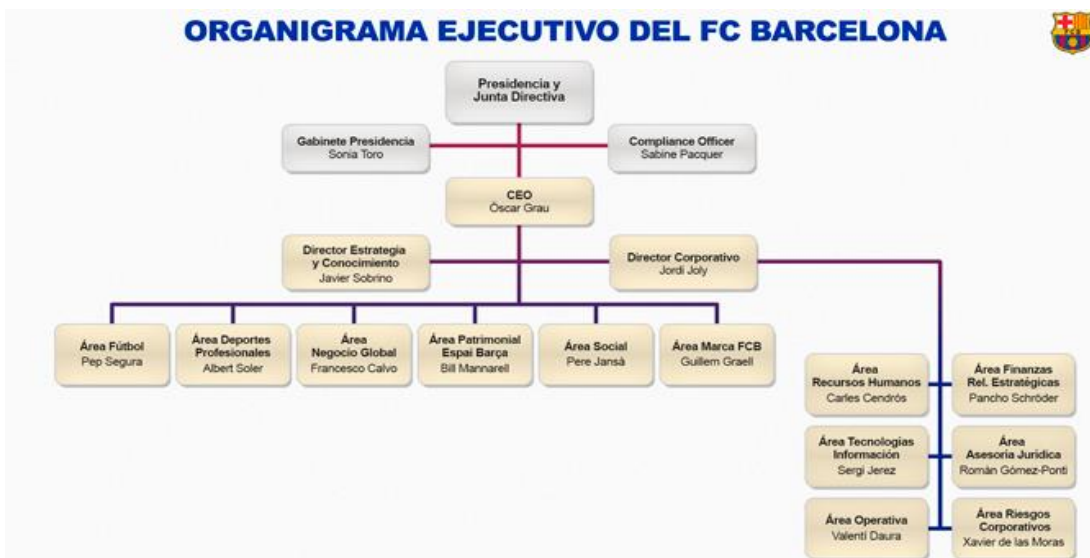 ORGANIGRAMA EJECUTIVO DEL FC BARCELONA
Presidencia y
Junta Directiva
Gabinete Presidencia
Sonia Toro
Compliance Officer
Sabine Pacquer
CEO
Óscar Grau
Director Estrategia
y Conocimiento
Javier Sobrino
Director Corporativo
Jordi Joly
Área Fútbol
Pep Segura
Área Deportes
Profesionales
Albert Soler
Área
Negocio Global
Francesco Calvo
Área Patrimonial
Espai Barça
Bill Mannarell
Área Social
Pere Jansà
Área Marca FCB
Guillem Graell
Área
Recursos Humanos
Carles Cendrós
Área Finanzas
Rel. Estratégicas
Pancho Schröder
Área Tecnologías
Información
Sergi Jerez
Área
Asesoría Jurídica
Román Gómez-Ponti
Área Operativa
Valentí Daura
Área Riesgos
Corporativos
Xavier de las Moras